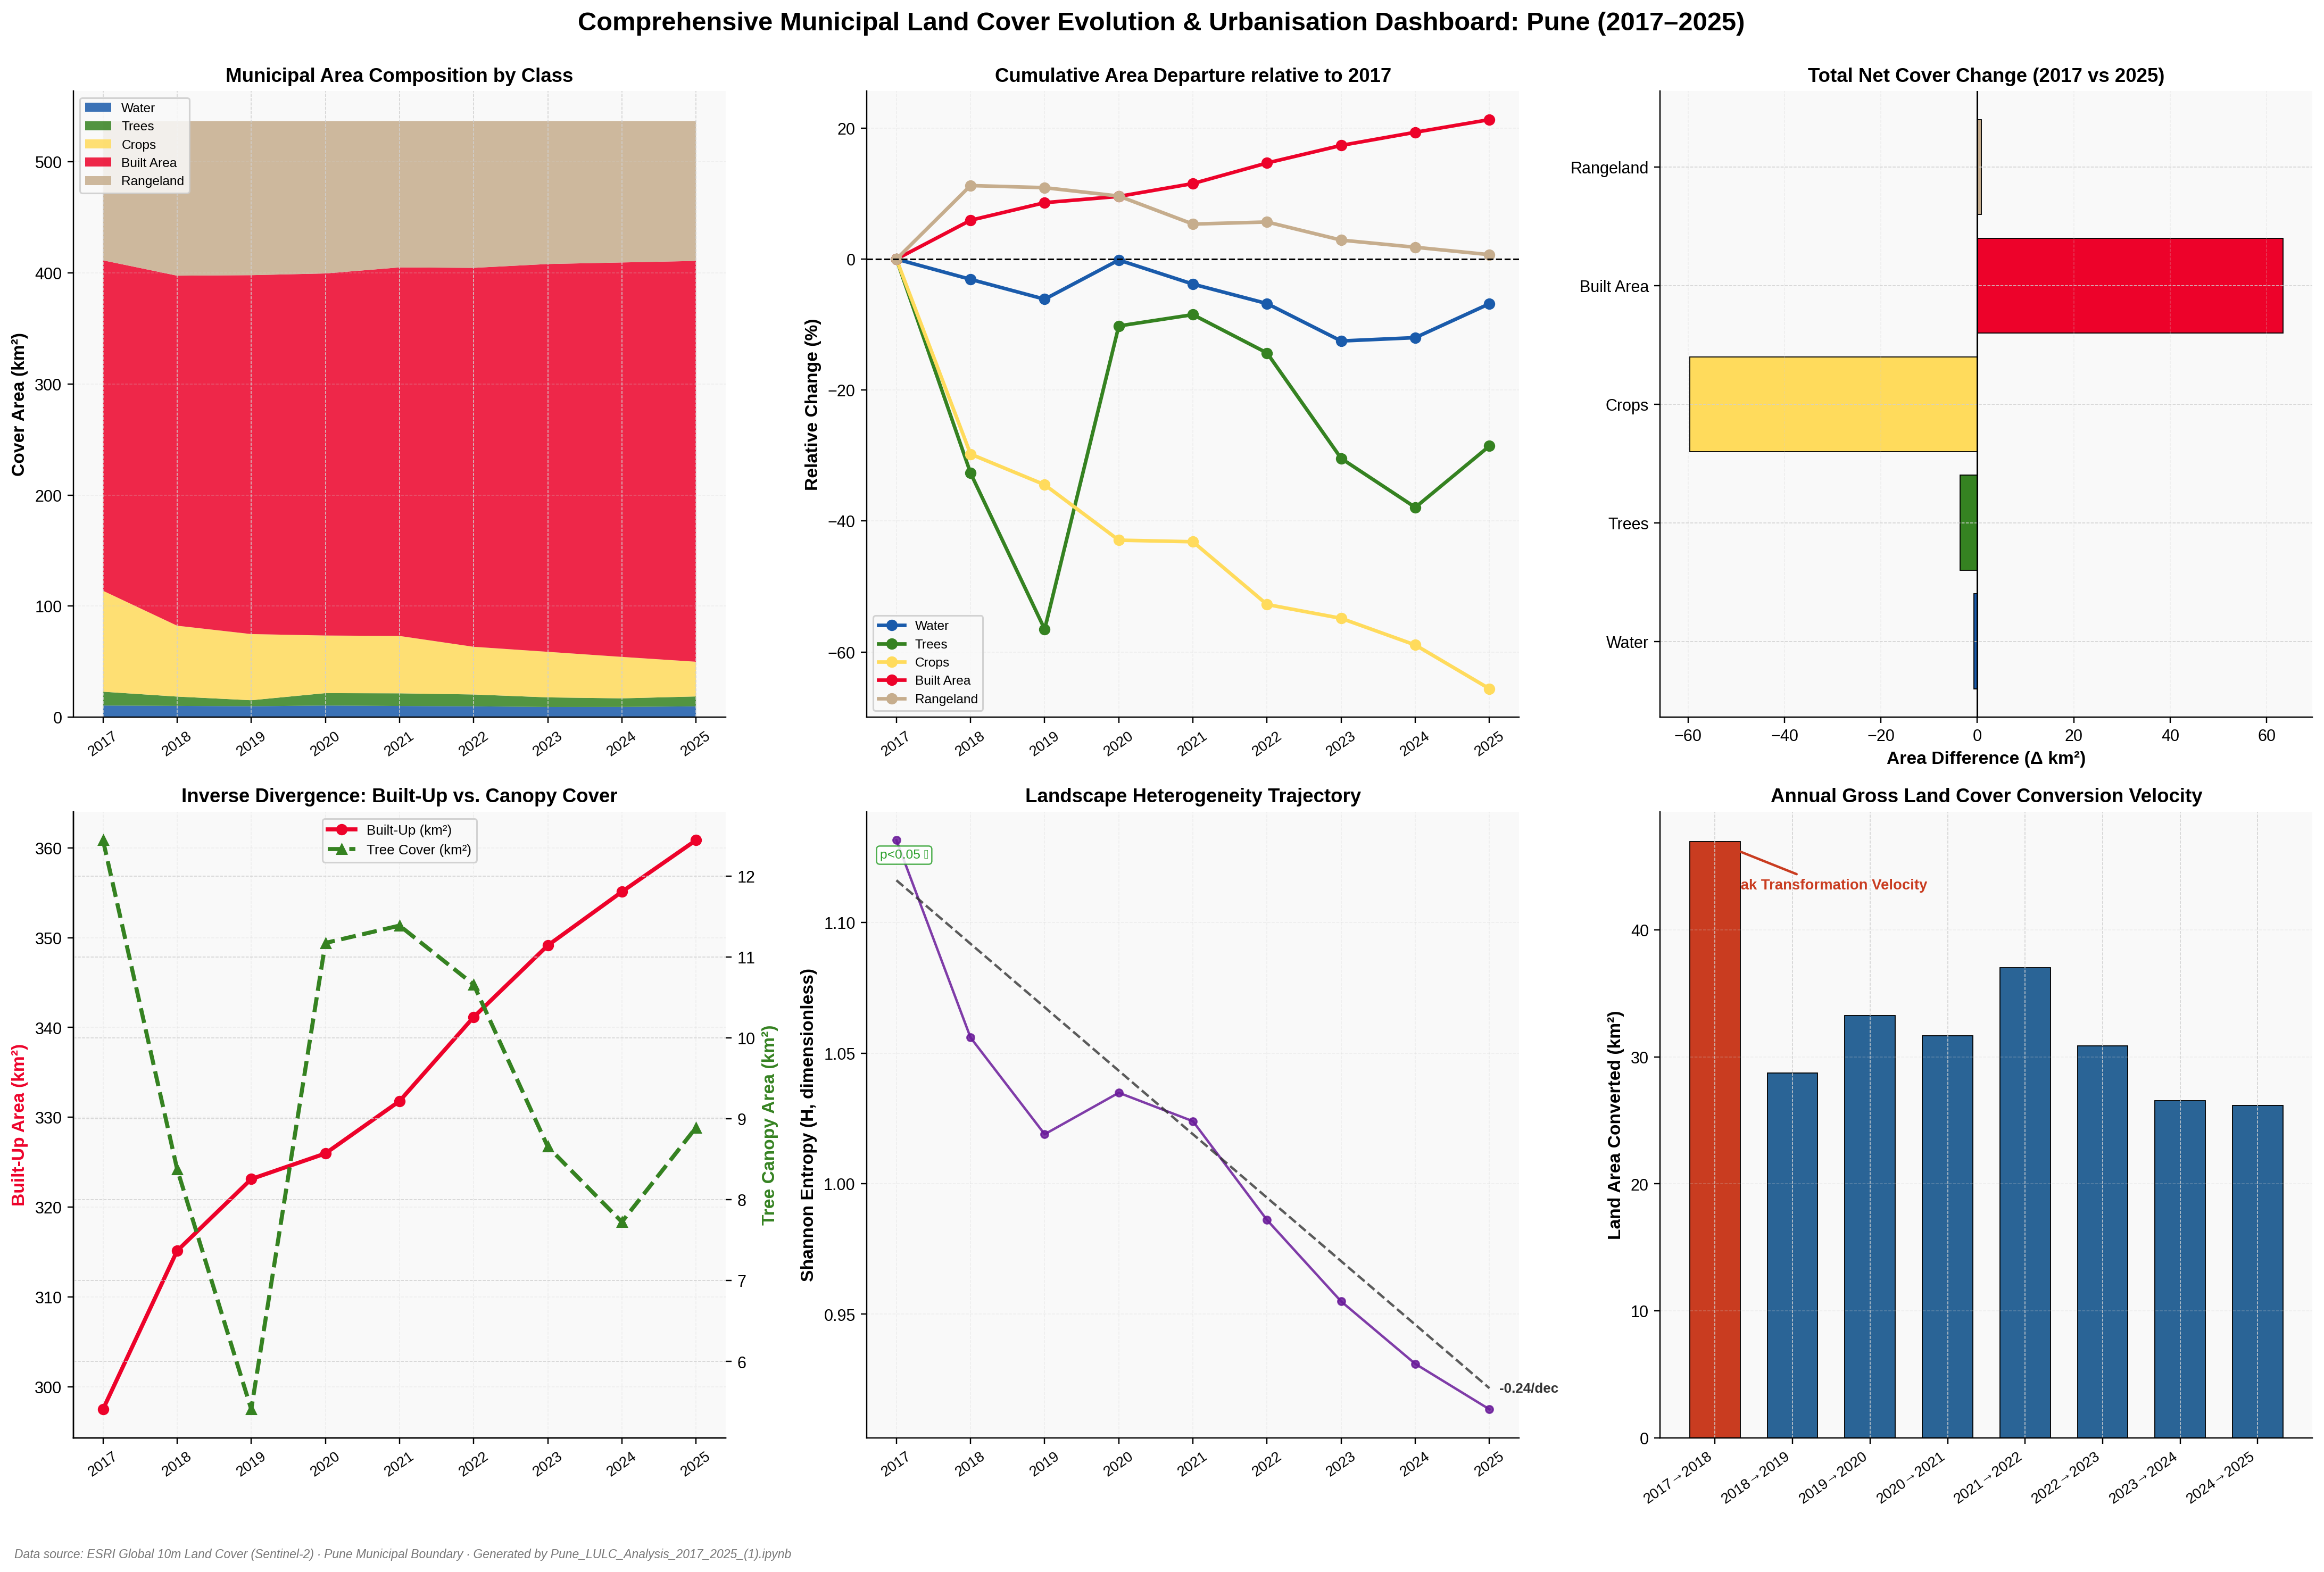 Comprehensive Municipal Land Cover Evolution & Urbanisation Dashboard: Pune (2017–2025)
Municipal Area Composition by Class
Water
Trees
Crops
Built Area
Rangeland
Cover Area (km²)
500
400
300
200
100
0
2017
2018
2019
2020
2021
2022
2023
2024
2025
Cumulative Area Departure relative to 2017
Relative Change (%)
20
0
−20
−40
−60
Water
Trees
Crops
Built Area
Rangeland
2017
2018
2019
2020
2021
2022
2023
2024
2025
Total Net Cover Change (2017 vs 2025)
Rangeland
Built Area
Crops
Trees
Water
−60
−40
−20
0
20
40
60
Area Difference (Δ km²)
Inverse Divergence: Built-Up vs. Canopy Cover
Built-Up (km²)
Tree Cover (km²)
Built-Up Area (km²)
360
350
340
330
320
310
300
12
11
10
9
8
7
6
Tree Canopy Area (km²)
2017
2018
2019
2020
2021
2022
2023
2024
2025
Landscape Heterogeneity Trajectory
p<0.05
Shannon Entropy (H, dimensionless)
1.10
1.05
1.00
0.95
-0.24/dec
2017
2018
2019
2020
2021
2022
2023
2024
2025
Annual Gross Land Cover Conversion Velocity
ak Transformation Velocity
Land Area Converted (km²)
40
30
20
10
0
2017→2018
2018→2019
2019→2020
2020→2021
2021→2022
2022→2023
2023→2024
2024→2025
Data source: ESRI Global 10m Land Cover (Sentinel-2) · Pune Municipal Boundary · Generated by Pune_LULC_Analysis_2017_2025_(1).ipynb